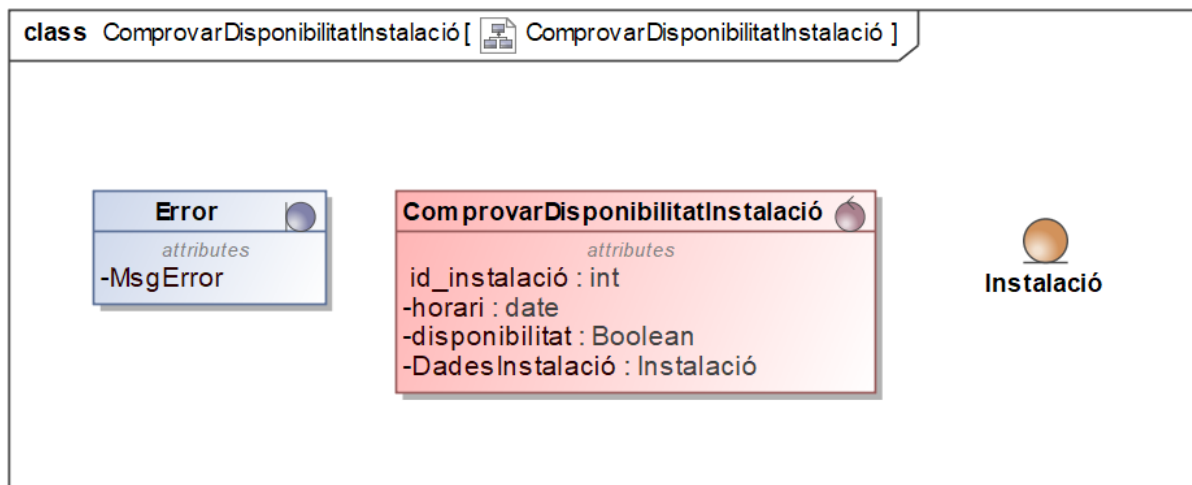 class ComprovarDisponibilitatInstalació [ ComprovarDisponibilitatInstalació ]
Error
attributes
-MsgError
ComprovarDisponibilitatInstalació
attributes
id_instalació : int
-horari : date
-disponibilitat : Boolean
-DadesInstalació : Instalació
Instalació